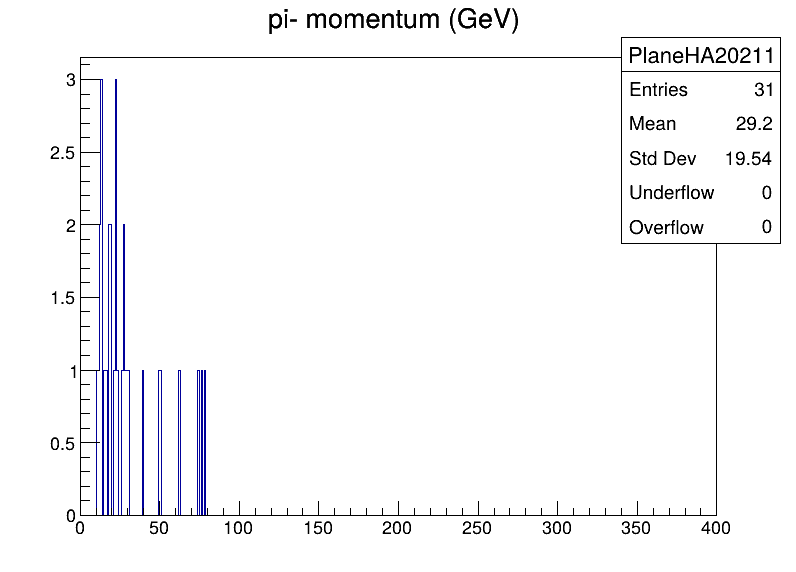 pi- momentum (GeV)
PlaneHA20211
Entries 31
Mean 29.2
Std Dev 19.54
Underflow 0
Overflow 0
3
2.5
2
1.5
1
0.5
0
0 50 100 150 200 250 300 350 400